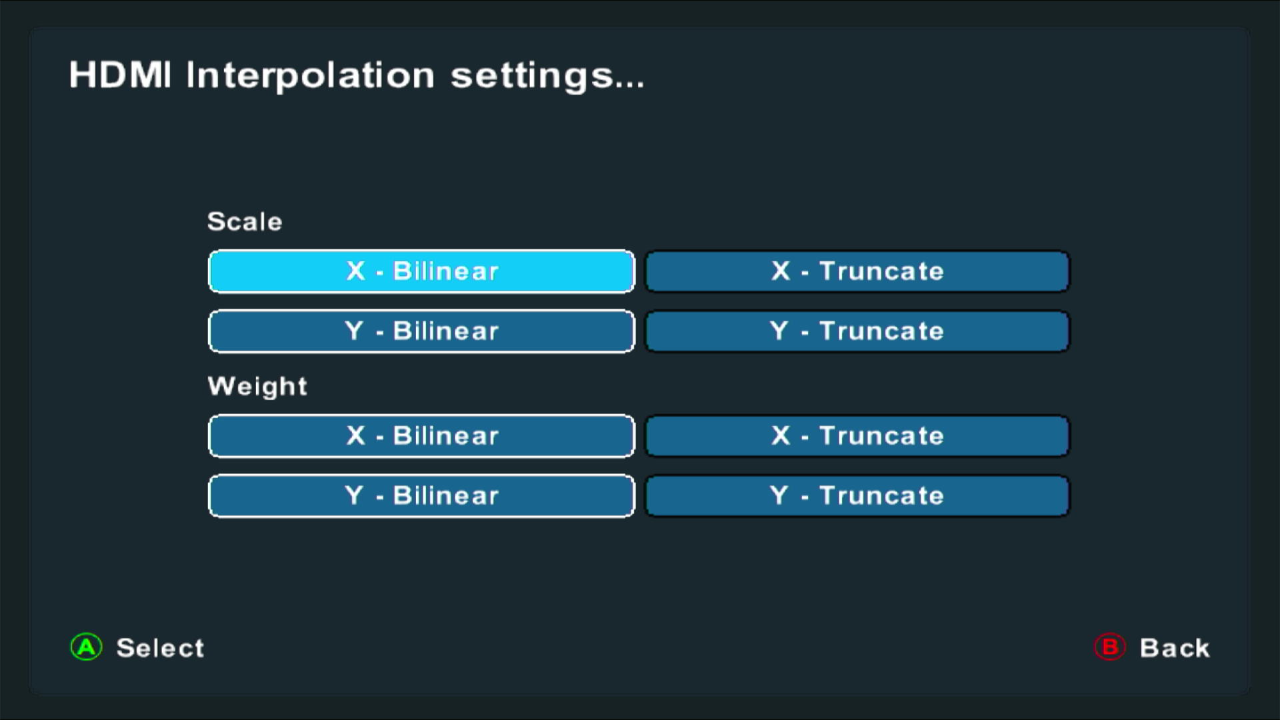 HDMI Interpolation settings...
Scale
X - Bilinear X - Truncate
Y - Bilinear Y - Truncate
Weight
X - Bilinear X - Truncate
Y - Bilinear Y - Truncate
A Select B Back